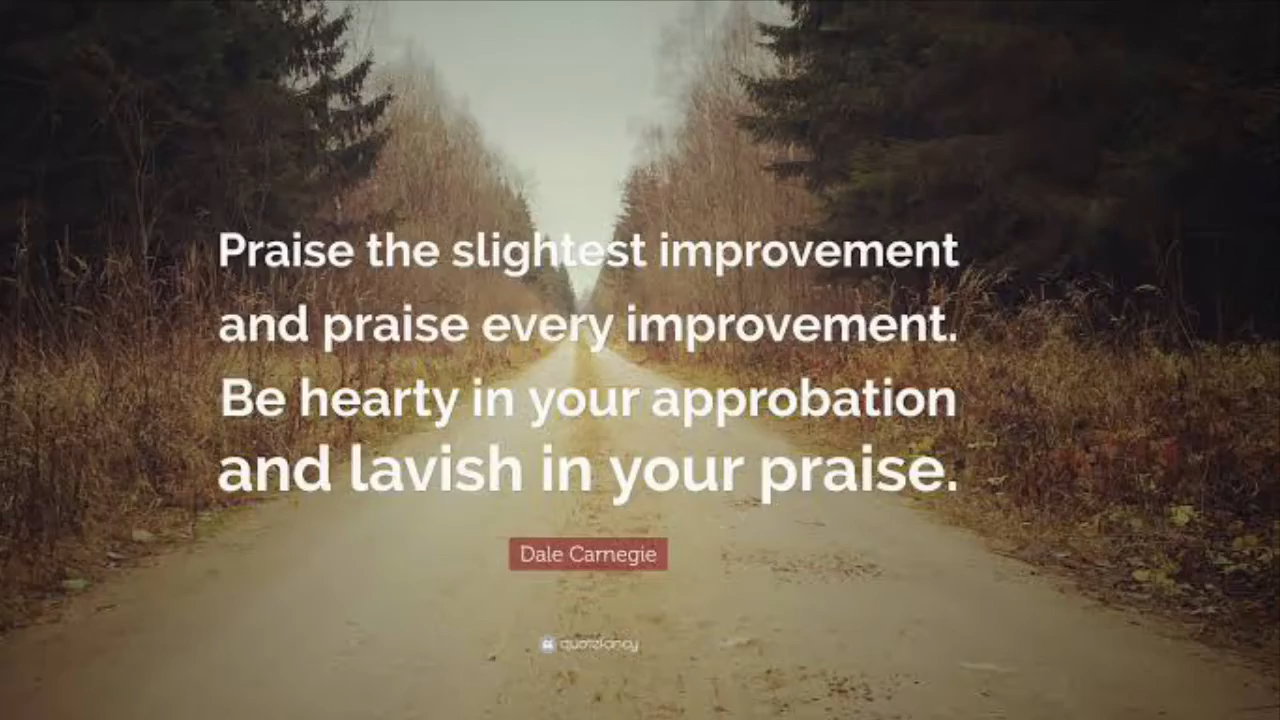 Praise the slightest improvement
and praise every improvement.
Be hearty in your approbation
and lavish in your praise.
Dale Carnegie
quotefancy